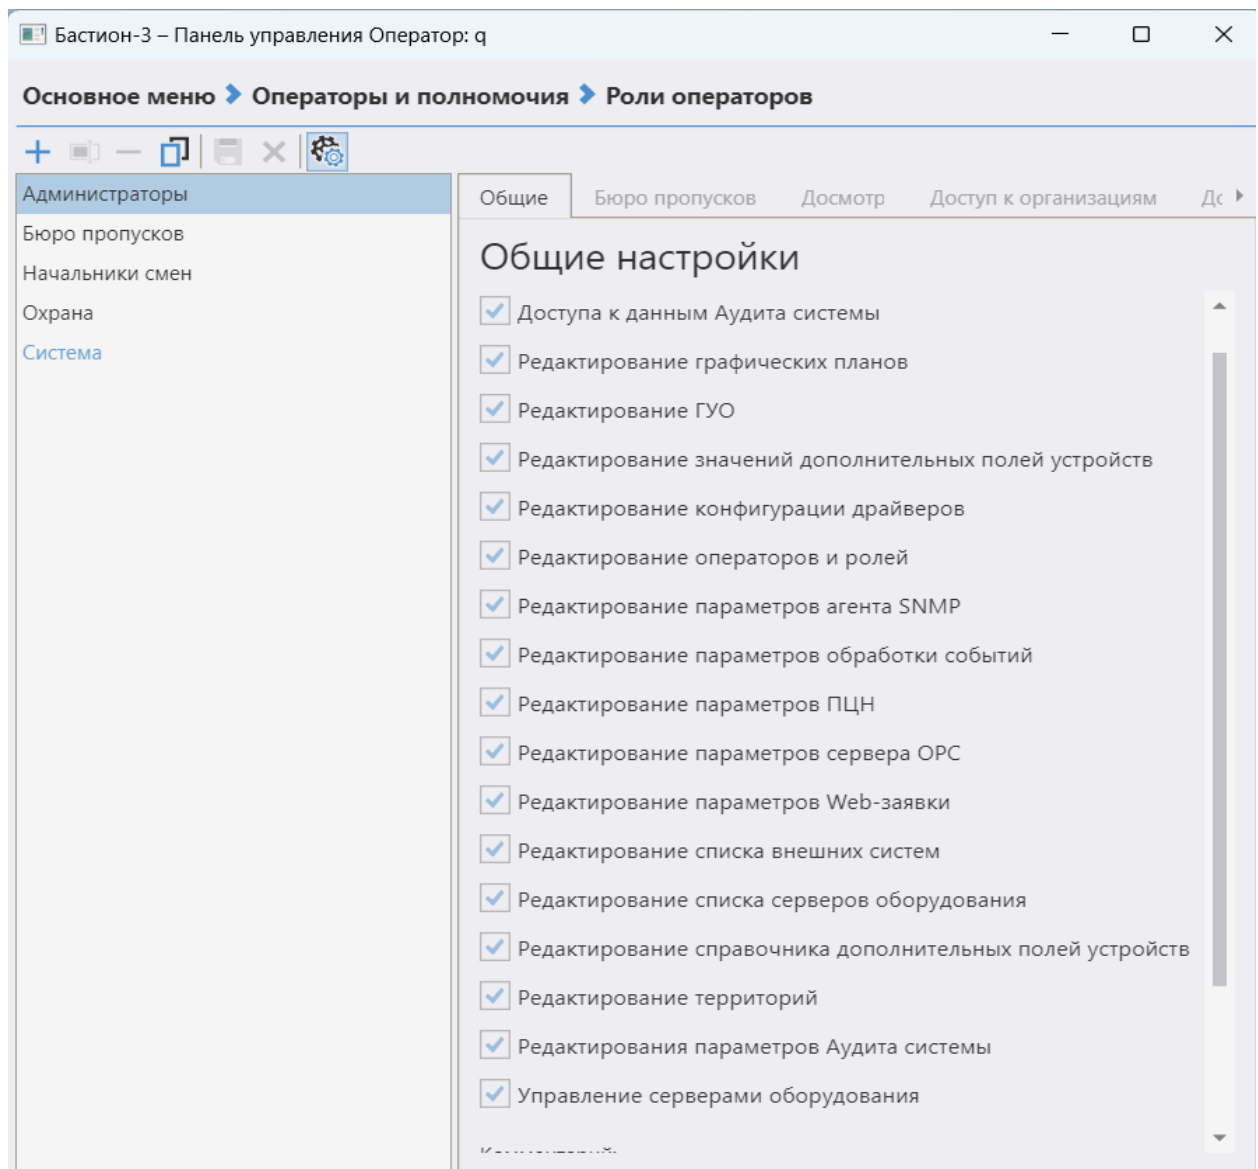 Бастион-3 – Панель управления Оператор: q
Основное меню Операторы и полномочия Роли операторов
Администраторы
Бюро пропусков
Начальники смен
Охрана
Система
Общие Бюро пропусков Досмотр Доступ к организациям
Общие настройки
Доступа к данным Аудита системы
Редактирование графических планов
Редактирование ГУО
Редактирование значений дополнительных полей устройств
Редактирование конфигурации драйверов
Редактирование операторов и ролей
Редактирование параметров агента SNMP
Редактирование параметров обработки событий
Редактирование параметров ПЦН
Редактирование параметров сервера OPC
Редактирование параметров Web-заявки
Редактирование списка внешних систем
Редактирование списка серверов оборудования
Редактирование справочника дополнительных полей устройств
Редактирование территорий
Редактирования параметров Аудита системы
Управление серверами оборудования